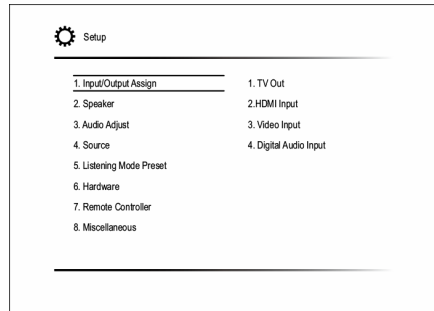 Setup
1. Input/Output Assign
2. Speaker
3. Audio Adjust
4. Source
5. Listening Mode Preset
6. Hardware
7. Remote Controller
8. Miscellaneous
1. TV Out
2.HDMI Input
3. Video Input
4. Digital Audio Input